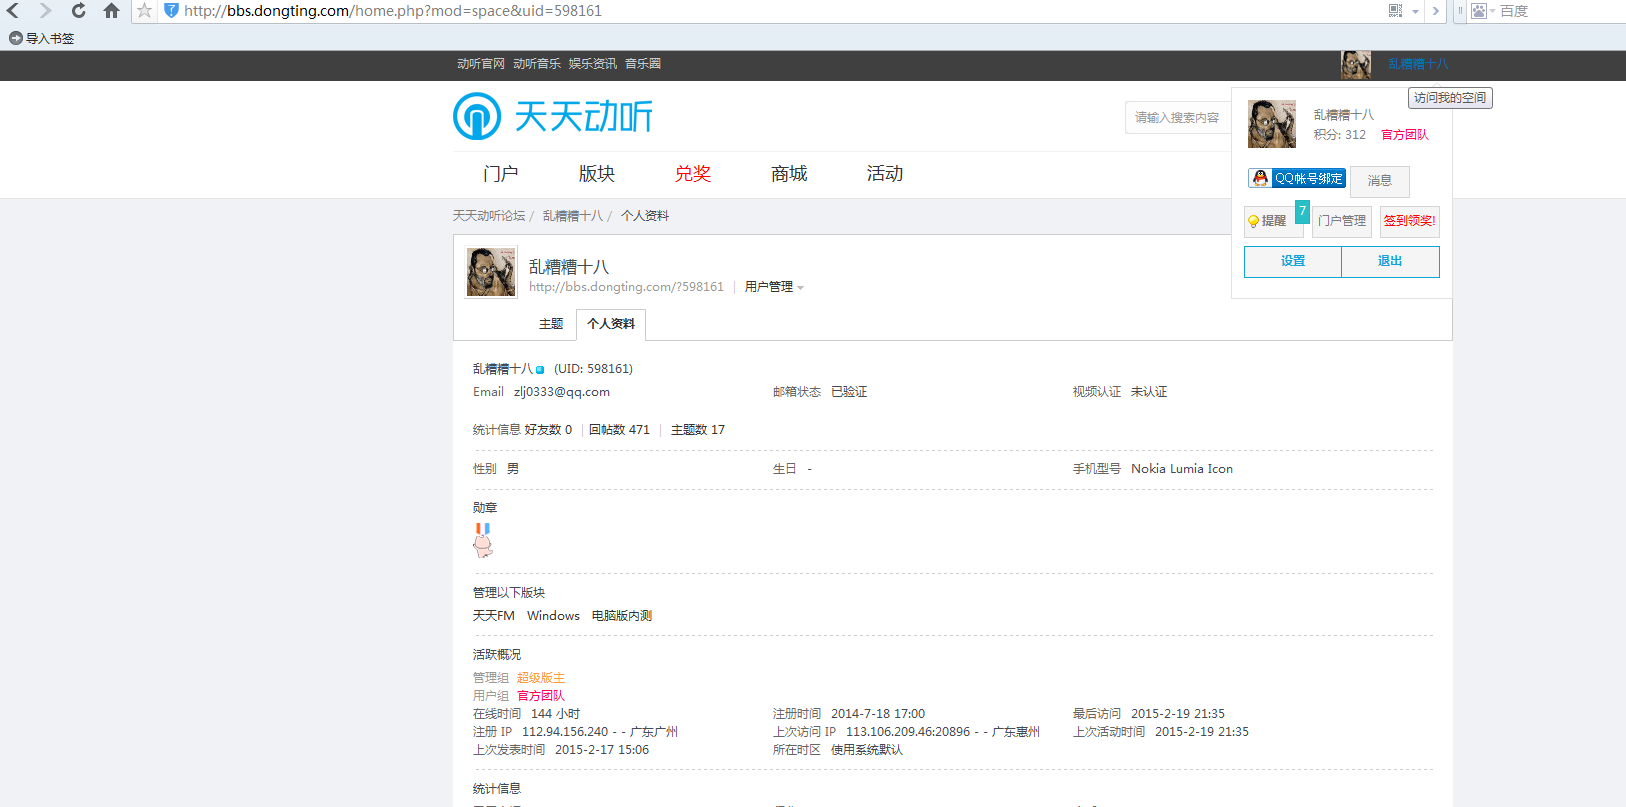 http://bbs.dongting.com/home.php?mod=space&uid=598161
百度
导入书签
动听官网 动听音乐 娱乐资讯 音乐圈
乱糟糟十八
访问我的空间
天天动听
请输入搜索内容
乱糟糟十八
积分: 312 官方团队
QQ帐号绑定 消息
提醒 7 门户管理 签到领奖!
设置 退出
门户 版块 兑奖 商城 活动
天天动听论坛 / 乱糟糟十八 / 个人资料
乱糟糟十八
http://bbs.dongting.com/?598161 | 用户管理
主题 个人资料
乱糟糟十八 (UID: 598161)
Email zlj0333@qq.com 邮箱状态 已验证 视频认证 未认证
统计信息 好友数 0 | 回帖数 471 | 主题数 17
性别 男 生日 - 手机型号 Nokia Lumia Icon
勋章
管理以下版块
天天FM Windows 电脑版内测
活跃概况
管理组 超级版主
用户组 官方团队
在线时间 144 小时 注册时间 2014-7-18 17:00 最后访问 2015-2-19 21:35
注册 IP 112.94.156.240 - - 广东广州 上次访问 IP 113.106.209.46:20896 - - 广东惠州 上次活动时间 2015-2-19 21:35
上次发表时间 2015-2-17 15:06 所在时区 使用系统默认
统计信息